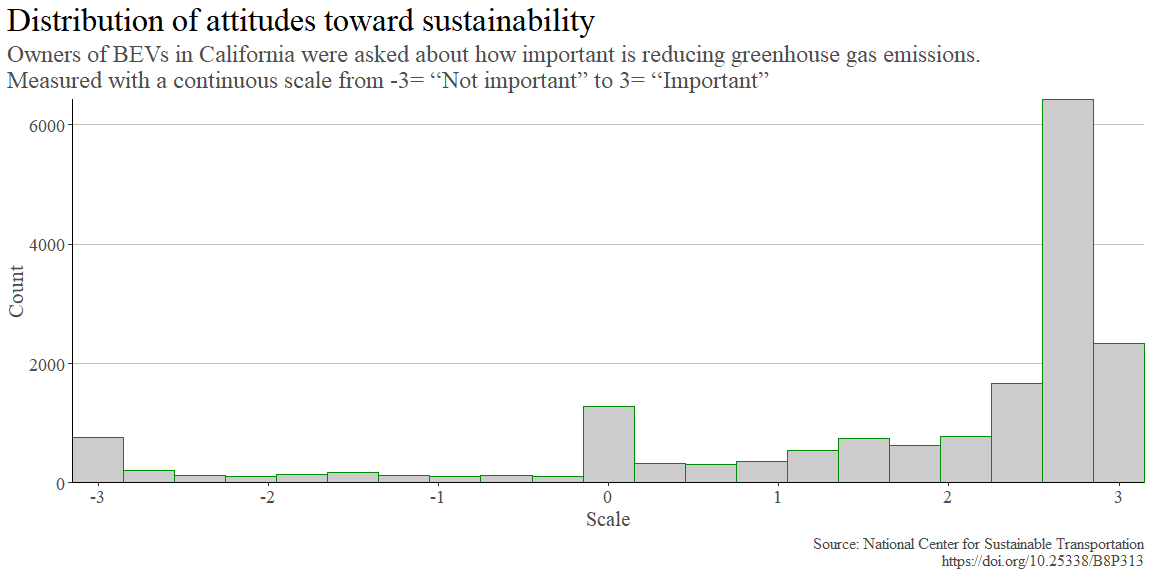 Distribution of attitudes toward sustainability
Owners of BEVs in California were asked about how important is reducing greenhouse gas emissions.
Measured with a continuous scale from -3= “Not important” to 3= “Important”
6000
4000
2000
0
Count
-3 -2 -1 0 1 2 3
Scale
Source: National Center for Sustainable Transportation
https://doi.org/10.25338/B8P313